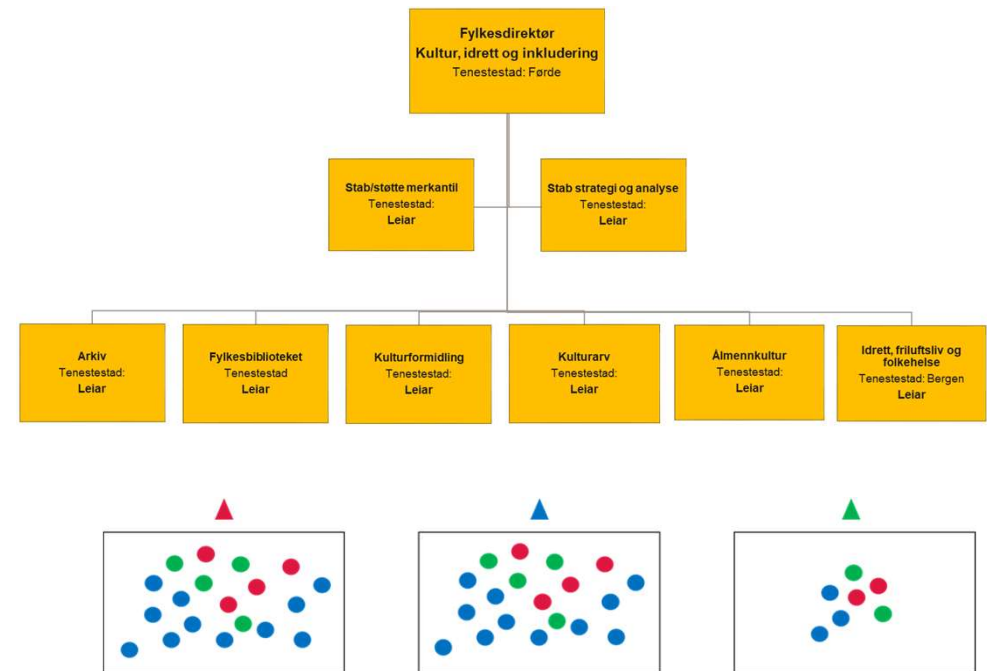 Fylkesdirektør
Kultur, idrett og inkludering
Tenestestad: Førde
Stab/støtte merkantil
Tenestestad:
Leiar
Stab strategi og analyse
Tenestestad:
Leiar
Arkiv
Tenestestad:
Leiar
Fylkesbiblioteket
Tenestestad
Leiar
Kulturformidling
Tenestestad:
Leiar
Kulturarv
Tenestestad:
Leiar
Ålmennkultur
Tenestestad:
Leiar
Idrett, friluftsliv og
folkehelse
Tenestestad: Bergen
Leiar